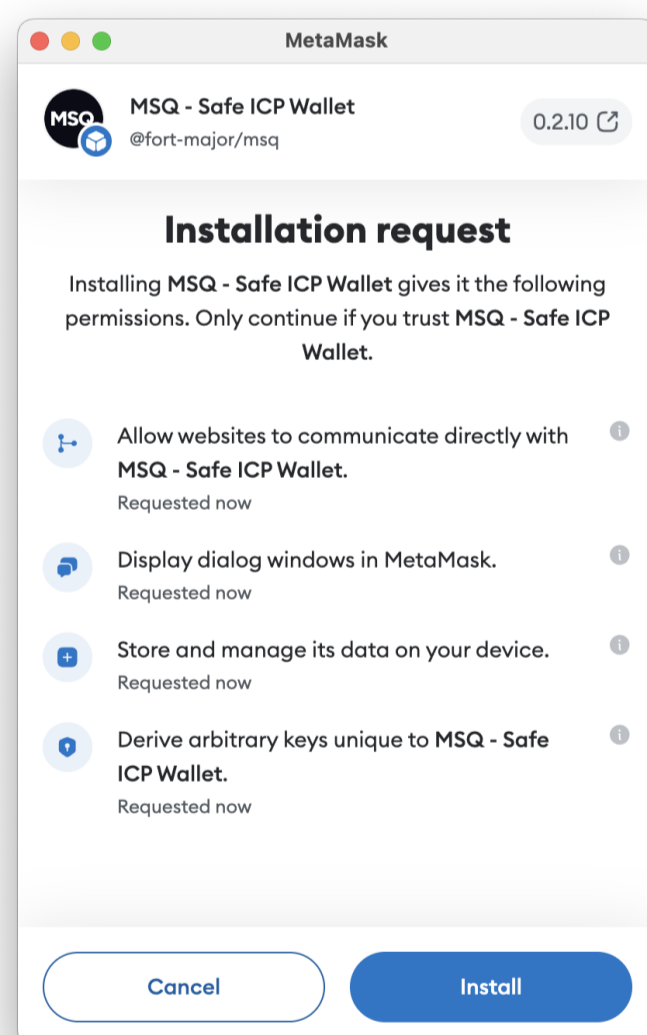 MetaMask
MSQ
MSQ - Safe ICP Wallet
@fort-major/msq
0.2.10
Installation request
Installing MSQ - Safe ICP Wallet gives it the following
permissions. Only continue if you trust MSQ - Safe ICP
Wallet.
Allow websites to communicate directly with
MSQ - Safe ICP Wallet.
Requested now
Display dialog windows in MetaMask.
Requested now
Store and manage its data on your device.
Requested now
Derive arbitrary keys unique to MSQ - Safe
ICP Wallet.
Requested now
Cancel
Install